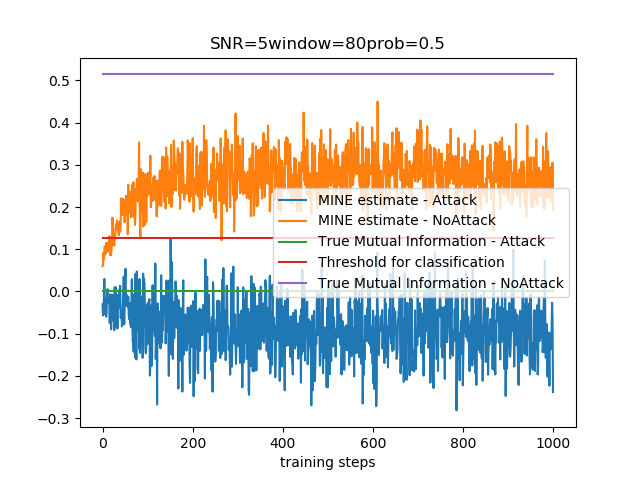 SNR=5window=80prob=0.5
0.5
0.4
0.3
0.2
0.1
0.0
−0.1
−0.2
−0.3
MINE estimate - Attack
MINE estimate - NoAttack
True Mutual Information - Attack
Threshold for classification
True Mutual Information - NoAttack
0 200 400 600 800 1000
training steps